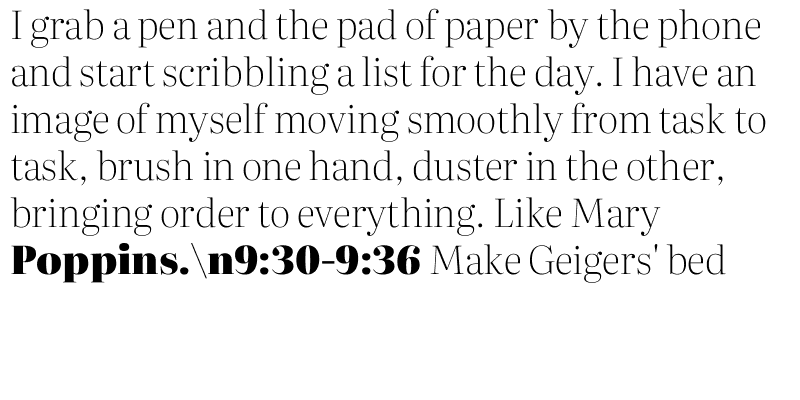 I grab a pen and the pad of paper by the phone
and start scribbling a list for the day. I have an
image of myself moving smoothly from task to
task, brush in one hand, duster in the other,
bringing order to everything. Like Mary
Poppins.\n9:30-9:36 Make Geigers' bed